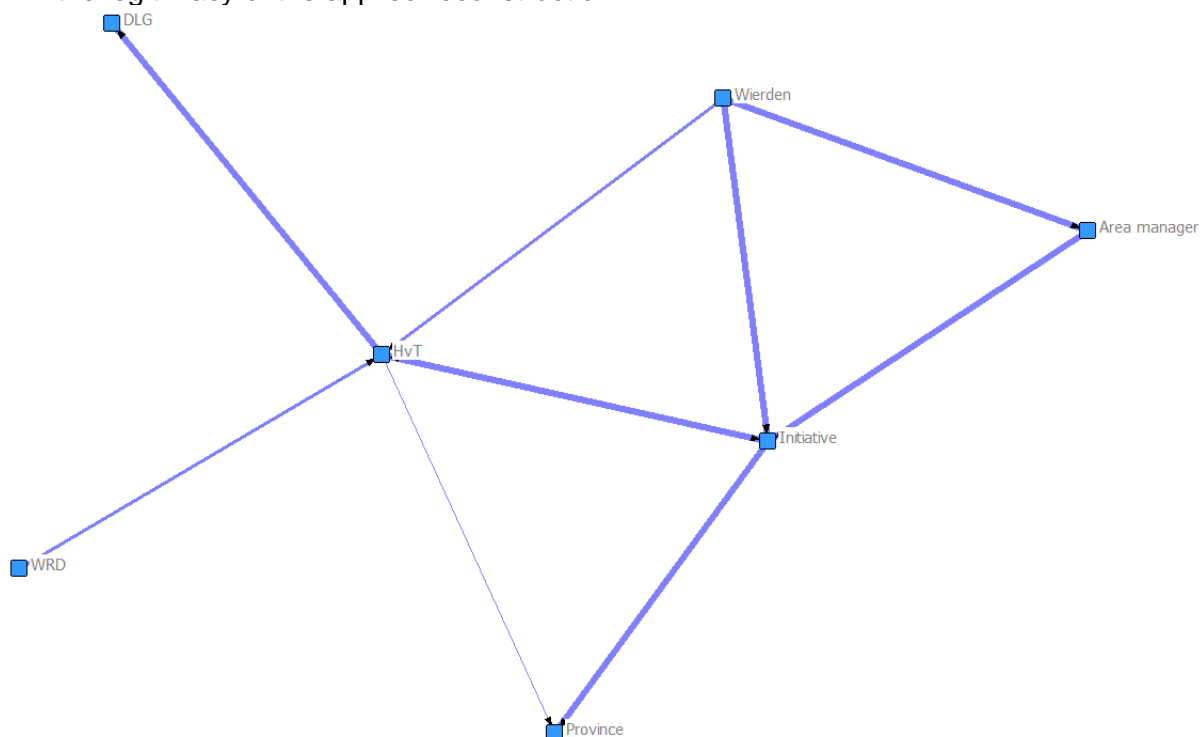 DLG
Wierden
Area manager
HvT
Initiative
WRD
Province